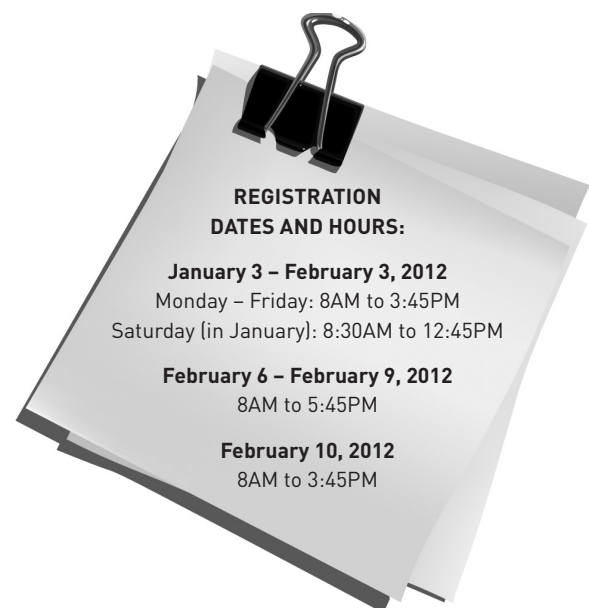 REGISTRATION
DATES AND HOURS:
January 3 – February 3, 2012
Monday – Friday: 8AM to 3:45PM
Saturday (in January): 8:30AM to 12:45PM
February 6 – February 9, 2012
8AM to 5:45PM
February 10, 2012
8AM to 3:45PM